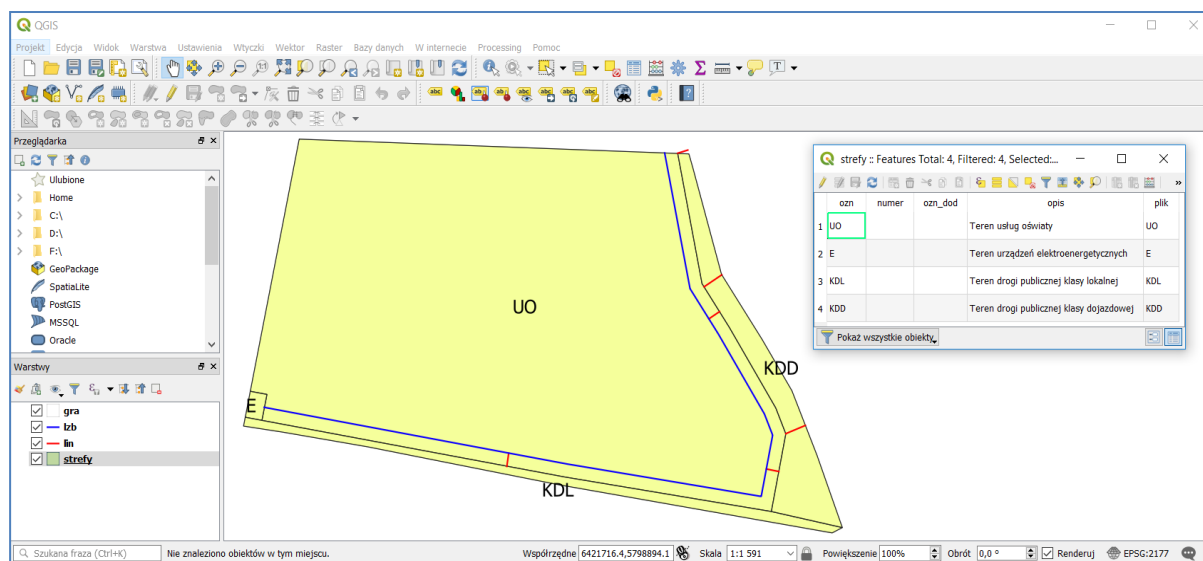 QGIS
Projekt Edycja Widok Warstwa Ustawienia Wtyczki Wektor Raster Bazy danych W internecie Processing Pomoc
Przeglądarka
Ulubione
Home
C:\
D:\
F:\
GeoPackage
SpatiaLite
PostGIS
MSSQL
Oracle
Warstwy
gra
lzb
lin
strefy
UO
E
KDL
KDD
strefy :: Features Total: 4, Filtered: 4, Selected:...
ozn numer ozn_dod opis plik
1 UO Teren usług oświaty UO
2 E Teren urządzeń elektroenergetycznych E
3 KDL Teren drogi publicznej klasy lokalnej KDL
4 KDD Teren drogi publicznej klasy dojazdowej KDD
Pokaż wszystkie obiekty
Szukana fraza (Ctrl+K) Nie znaleziono obiektów w tym miejscu. Współrzędne 6421716.4,5798894.1 Skala 1:1 591 Powiększenie 100% Obrót 0,0 ° Renderuj EPSG:2177